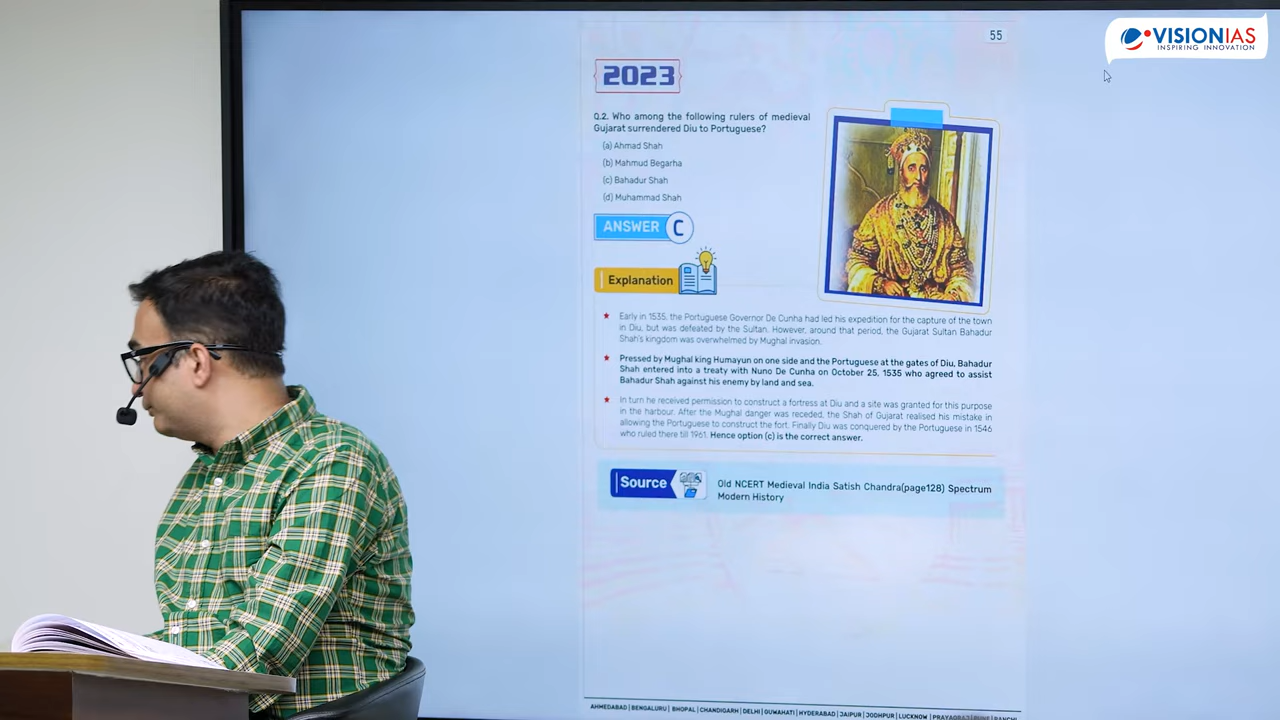 55
VISIONIAS
INSPIRING INNOVATION
2023
Q.2. Who among the following rulers of medieval
Gujarat surrendered Diu to Portuguese?
(a) Ahmad Shah
(b) Mahmud Begarha
(c) Bahadur Shah
(d) Muhammad Shah
ANSWER C
Explanation
★ Early in 1535, the Portuguese Governor De Cunha had led his expedition for the capture of the town
in Diu, but was defeated by the Sultan. However, around that period, the Gujarat Sultan Bahadur
Shah's kingdom was overwhelmed by Mughal invasion.
★ Pressed by Mughal king Humayun on one side and the Portuguese at the gates of Diu, Bahadur
Shah entered into a treaty with Nuno De Cunha on October 25, 1535 who agreed to assist
Bahadur Shah against his enemy by land and sea.
★ In turn he received permission to construct a fortress at Diu and a site was granted for this purpose
in the harbour. After the Mughal danger was receded, the Shah of Gujarat realised his mistake in
allowing the Portuguese to construct the fort. Finally Diu was conquered by the Portuguese in 1546
who ruled there till 1961. Hence option (c) is the correct answer.
Source
Old NCERT Medieval India Satish Chandra(page128) Spectrum
Modern History
AHMEDABAD | BENGALURU | BHOPAL | CHANDIGARH | DELHI | GUWAHATI | HYDERABAD | JAIPUR | JODHPUR | LUCKNOW | PRAYAGRAJ | PUNE | RANCHI